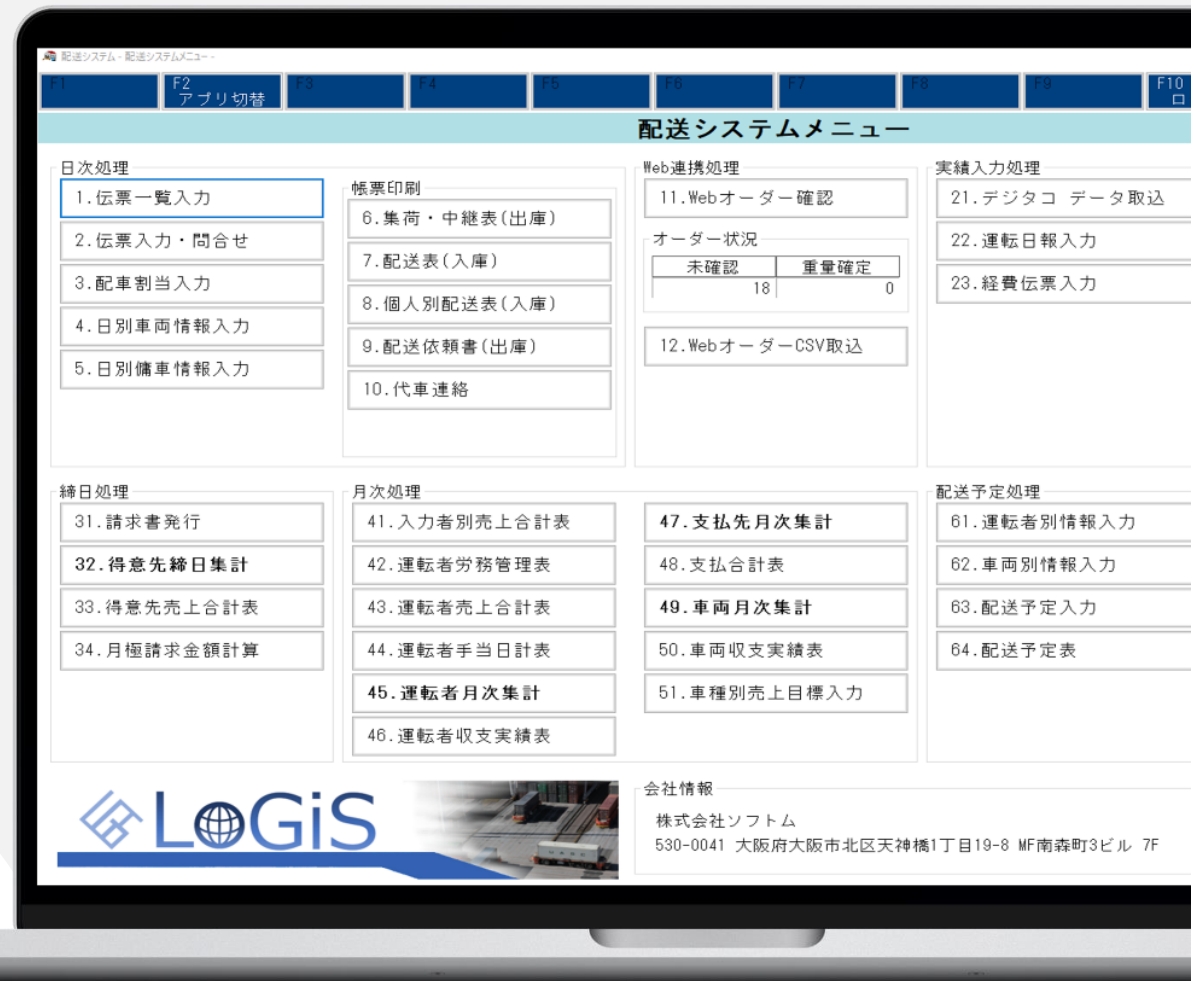 配送システム - 配送システムメニュー -
F1
F2
アプリ切替
F3
F4
F5
F6
F7
F8
F9
F10
ロ
配送システムメニュー
日次処理
1.伝票一覧入力
2.伝票入力・問合せ
3.配車割当入力
4.日別車両情報入力
5.日別傭車情報入力
帳票印刷
6.集荷・中継表(出庫)
7.配送表(入庫)
8.個人別配送表(入庫)
9.配送依頼書(出庫)
10.代車連絡
Web連携処理
11.Webオーダー確認
オーダー状況
未確認 重量確定
18 0
12.WebオーダーCSV取込
実績入力処理
21.デジタコ データ取込
22.運転日報入力
23.経費伝票入力
締日処理
31.請求書発行
32.得意先締日集計
33.得意先売上合計表
34.月極請求金額計算
月次処理
41.入力者別売上合計表
42.運転者労務管理表
43.運転者売上合計表
44.運転者手当日計表
45.運転者月次集計
46.運転者収支実績表
47.支払先月次集計
48.支払合計表
49.車両月次集計
50.車両収支実績表
51.車種別売上目標入力
配送予定処理
61.運転者別情報入力
62.車両別情報入力
63.配送予定入力
64.配送予定表
LoGiS
会社情報
株式会社ソフトム
530-0041 大阪府大阪市北区天神橋1丁目19-8 MF南森町3ビル 7F